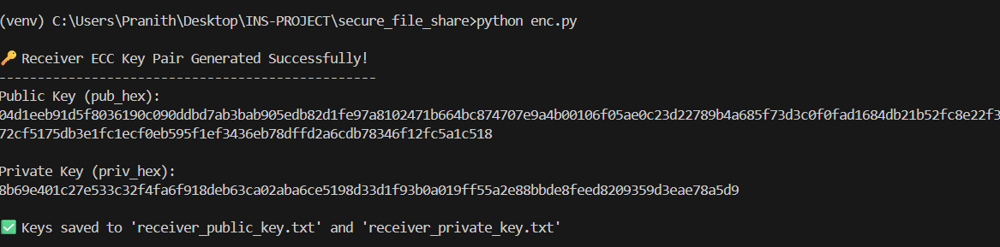 (venv) C:\Users\Pranith\Desktop\INS-PROJECT\secure_file_share>python enc.py
🔑 Receiver ECC Key Pair Generated Successfully!
-------------------------------------------------
Public Key (pub_hex):
04d1eeb91d5f8036190c090ddbd7ab3bab905edb82d1fe97a8102471b664bc874707e9a4b00106f05ae0c23d22789b4a685f73d3c0f0fad1684db21b52fc8e22f3
72cf5175db3e1fc1ecf0eb595f1ef3436eb78dffd2a6cdb78346f12fc5a1c518
Private Key (priv_hex):
8b69e401c27e533c32f4fa6f918deb63ca02aba6ce5198d33d1f93b0a019ff55a2e88bbde8feed8209359d3eae78a5d9
✅ Keys saved to 'receiver_public_key.txt' and 'receiver_private_key.txt'